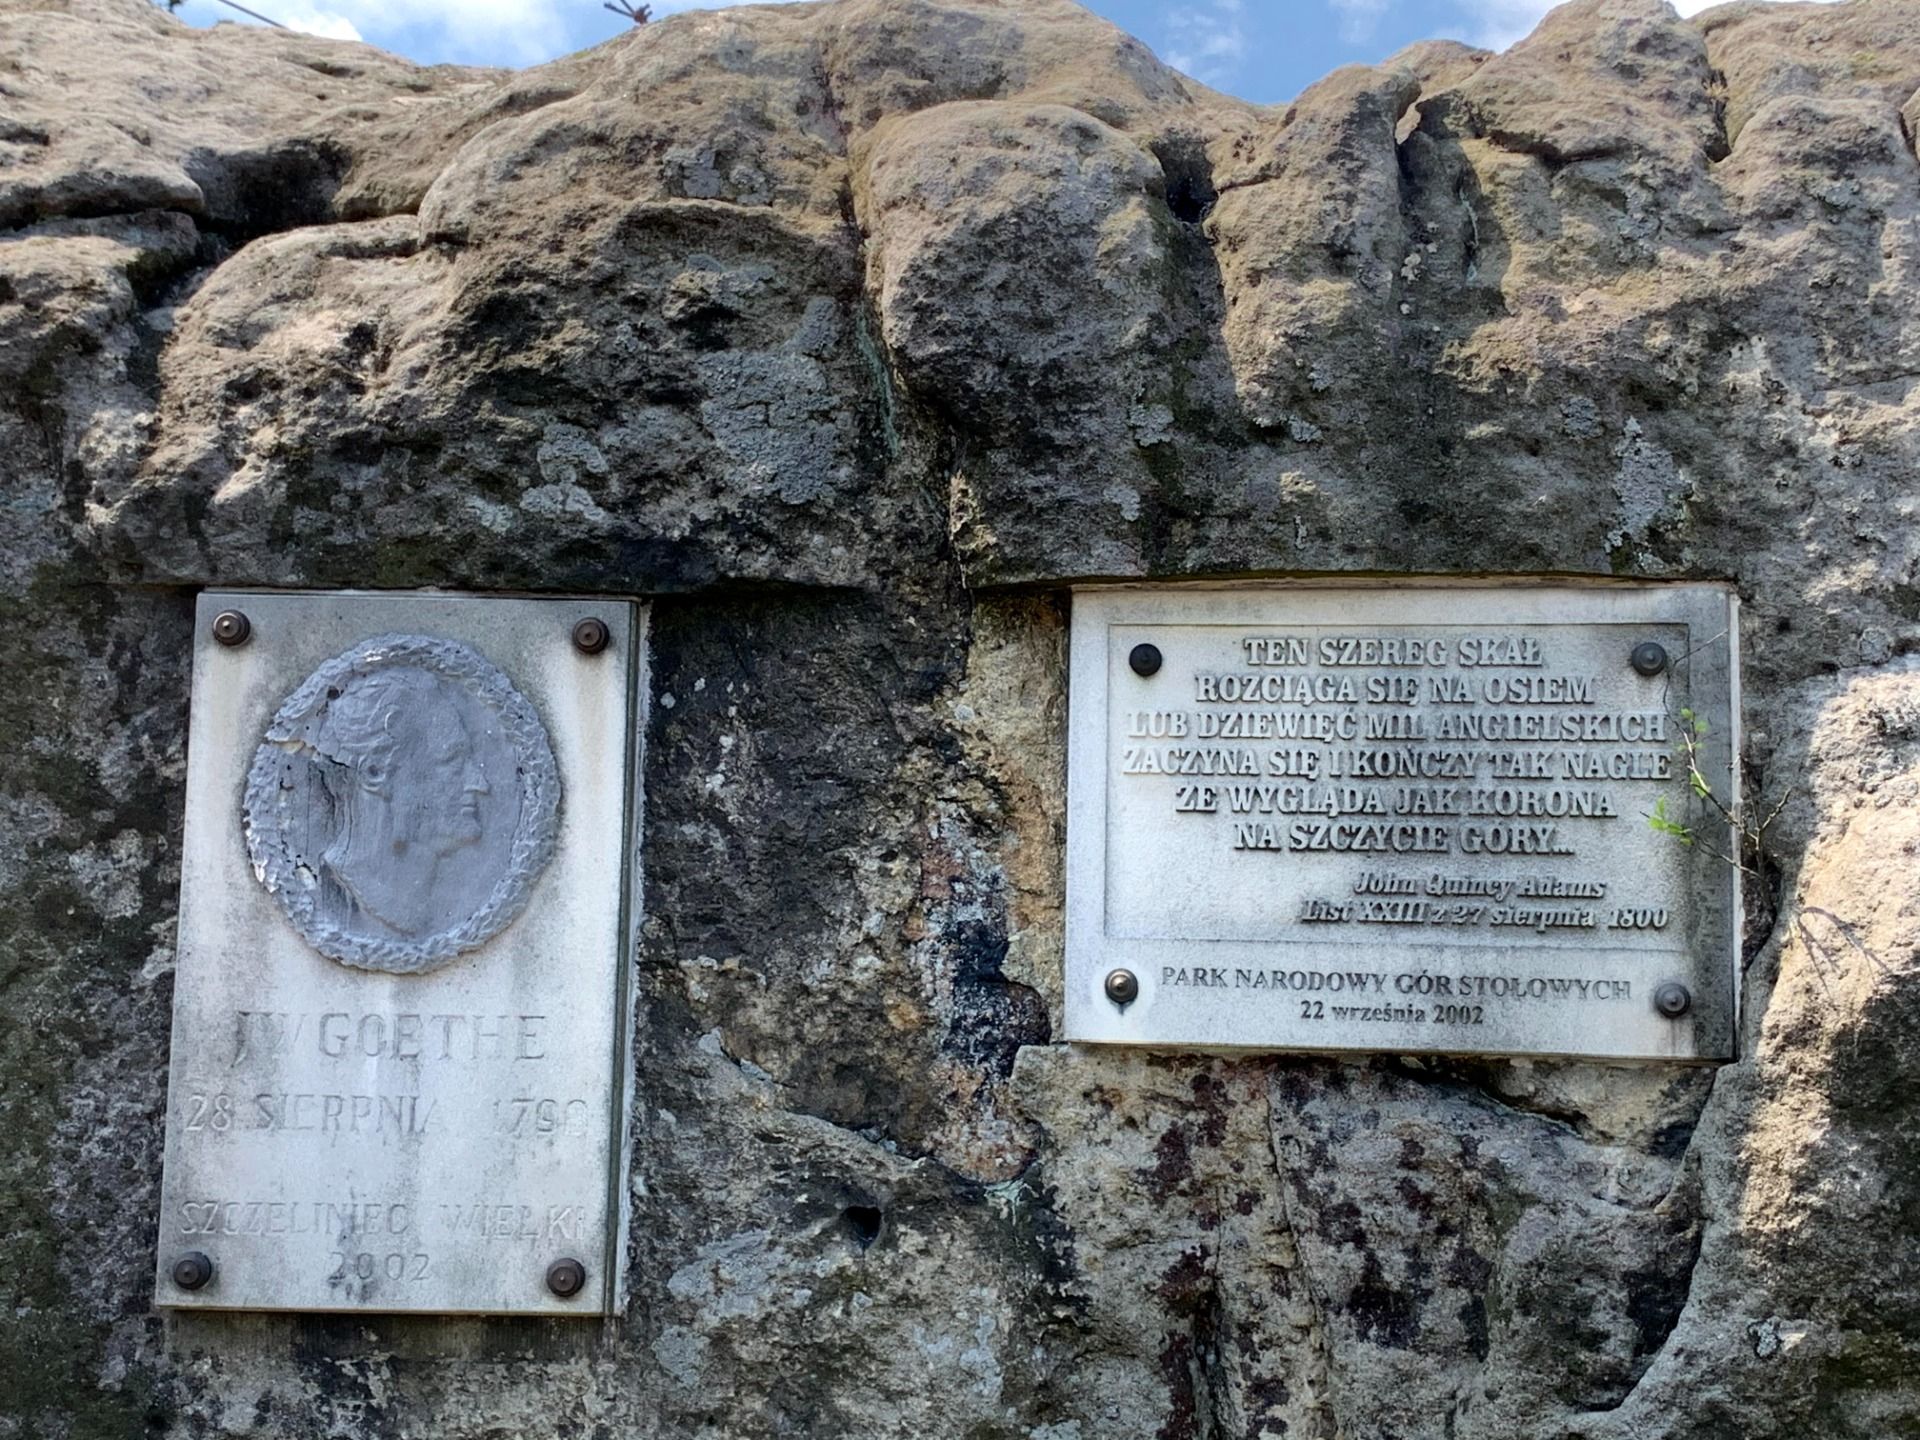 J W GOETHE
28 SIERPNIA 1790
SZCZELINIEC WIELKI
2002
TEN SZEREG SKAŁ
ROZCIĄGA SIĘ NA OSIEM
LUB DZIEWIĘĆ MIL ANGIELSKICH
ZACZYNA SIĘ I KOŃCZY TAK NAGLE
ŻE WYGLĄDA JAK KORONA
NA SZCZYCIE GÓRY...
John Quincy Adams
List XXIII z 27 sierpnia 1800
PARK NARODOWY GÓR STOŁOWYCH
22 września 2002